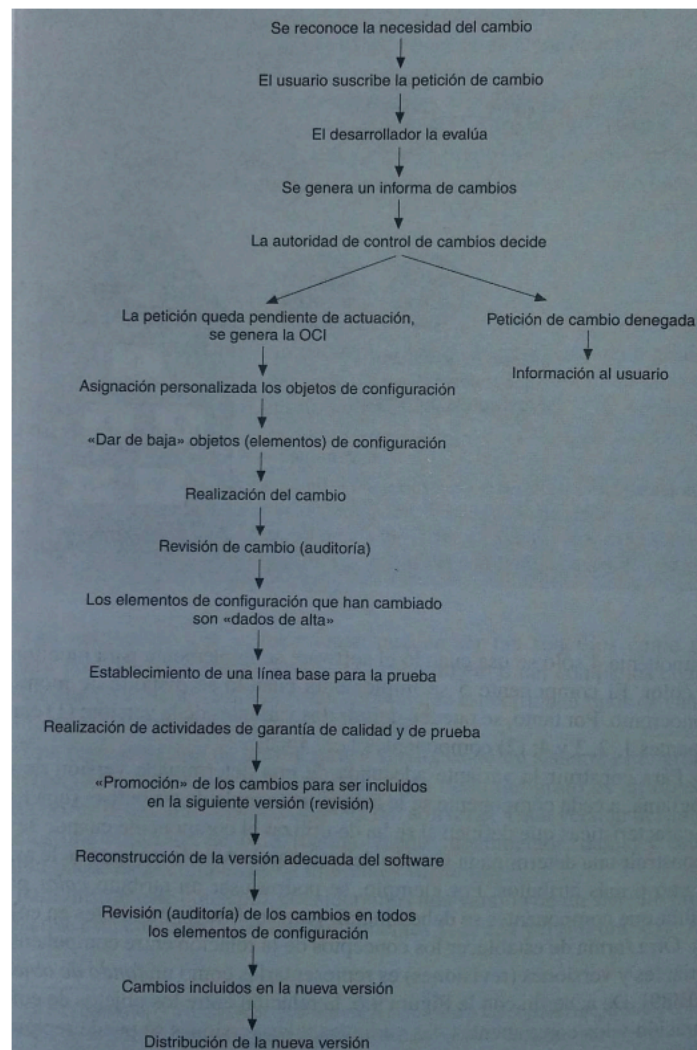 Se reconoce la necesidad del cambio
El usuario suscribe la petición de cambio
El desarrollador la evalúa
Se genera un informa de cambios
La autoridad de control de cambios decide
La petición queda pendiente de actuación,
se genera la OCI
Petición de cambio denegada
Información al usuario
Asignación personalizada los objetos de configuración
«Dar de baja» objetos (elementos) de configuración
Realización del cambio
Revisión de cambio (auditoría)
Los elementos de configuración que han cambiado
son «dados de alta»
Establecimiento de una línea base para la prueba
Realización de actividades de garantía de calidad y de prueba
«Promoción» de los cambios para ser incluidos
en la siguiente versión (revisión)
Reconstrucción de la versión adecuada del software
Revisión (auditoría) de los cambios en todos
los elementos de configuración
Cambios incluidos en la nueva versión
Distribución de la nueva versión